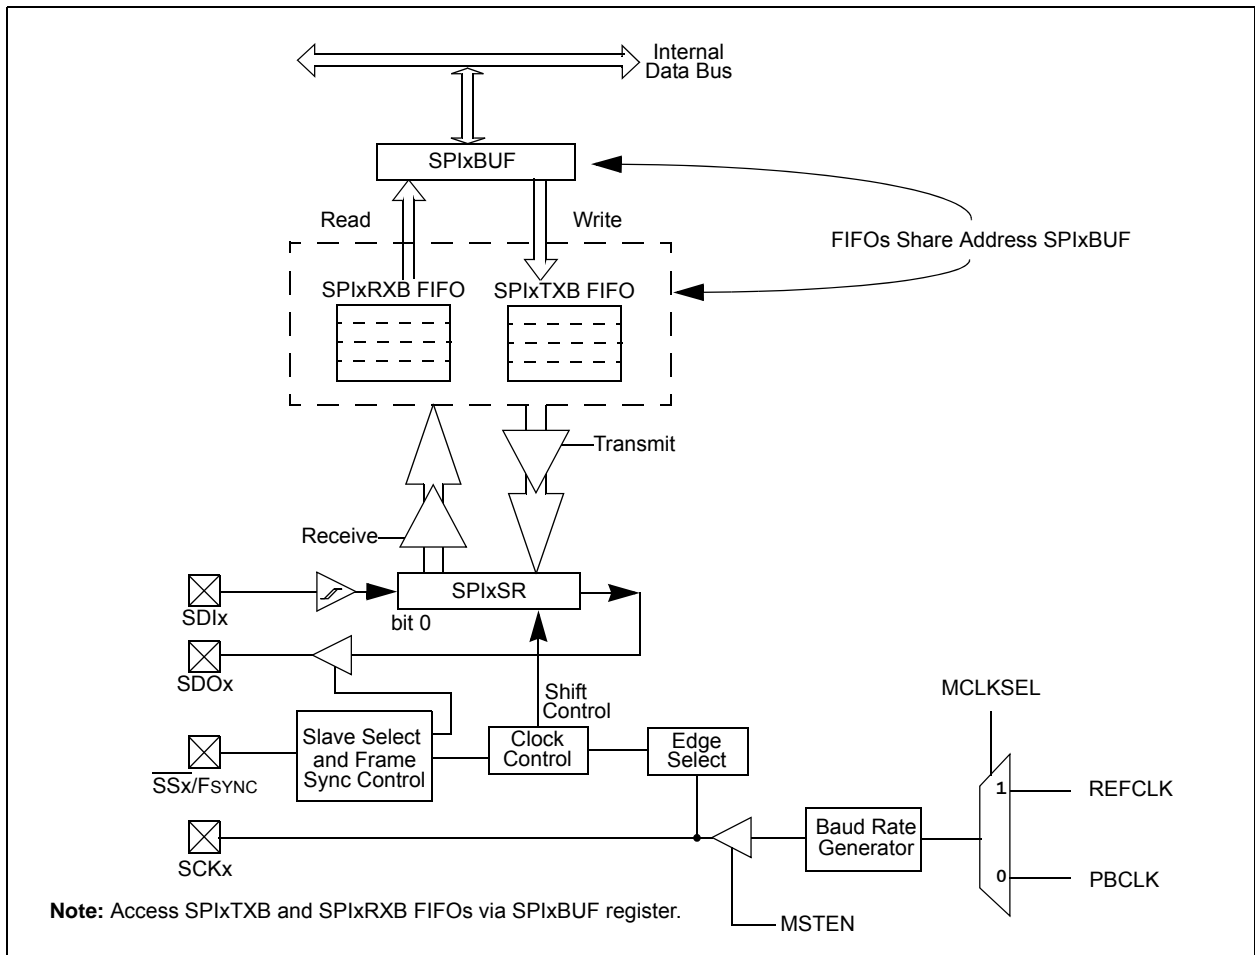 Internal
Data Bus
SPIxBUF
Read
Write
FIFOs Share Address SPIxBUF
SPIxRXB FIFO
SPIxTXB FIFO
Transmit
Receive
SPIxSR
SDIx
bit 0
SDOx
Shift
Control
MCLKSEL
Slave Select
and Frame
Sync Control
Clock
Control
Edge
Select
SSx/FSYNC
1
REFCLK
Baud Rate
Generator
SCKx
0
PBCLK
Note: Access SPIxTXB and SPIxRXB FIFOs via SPIxBUF register.
MSTEN